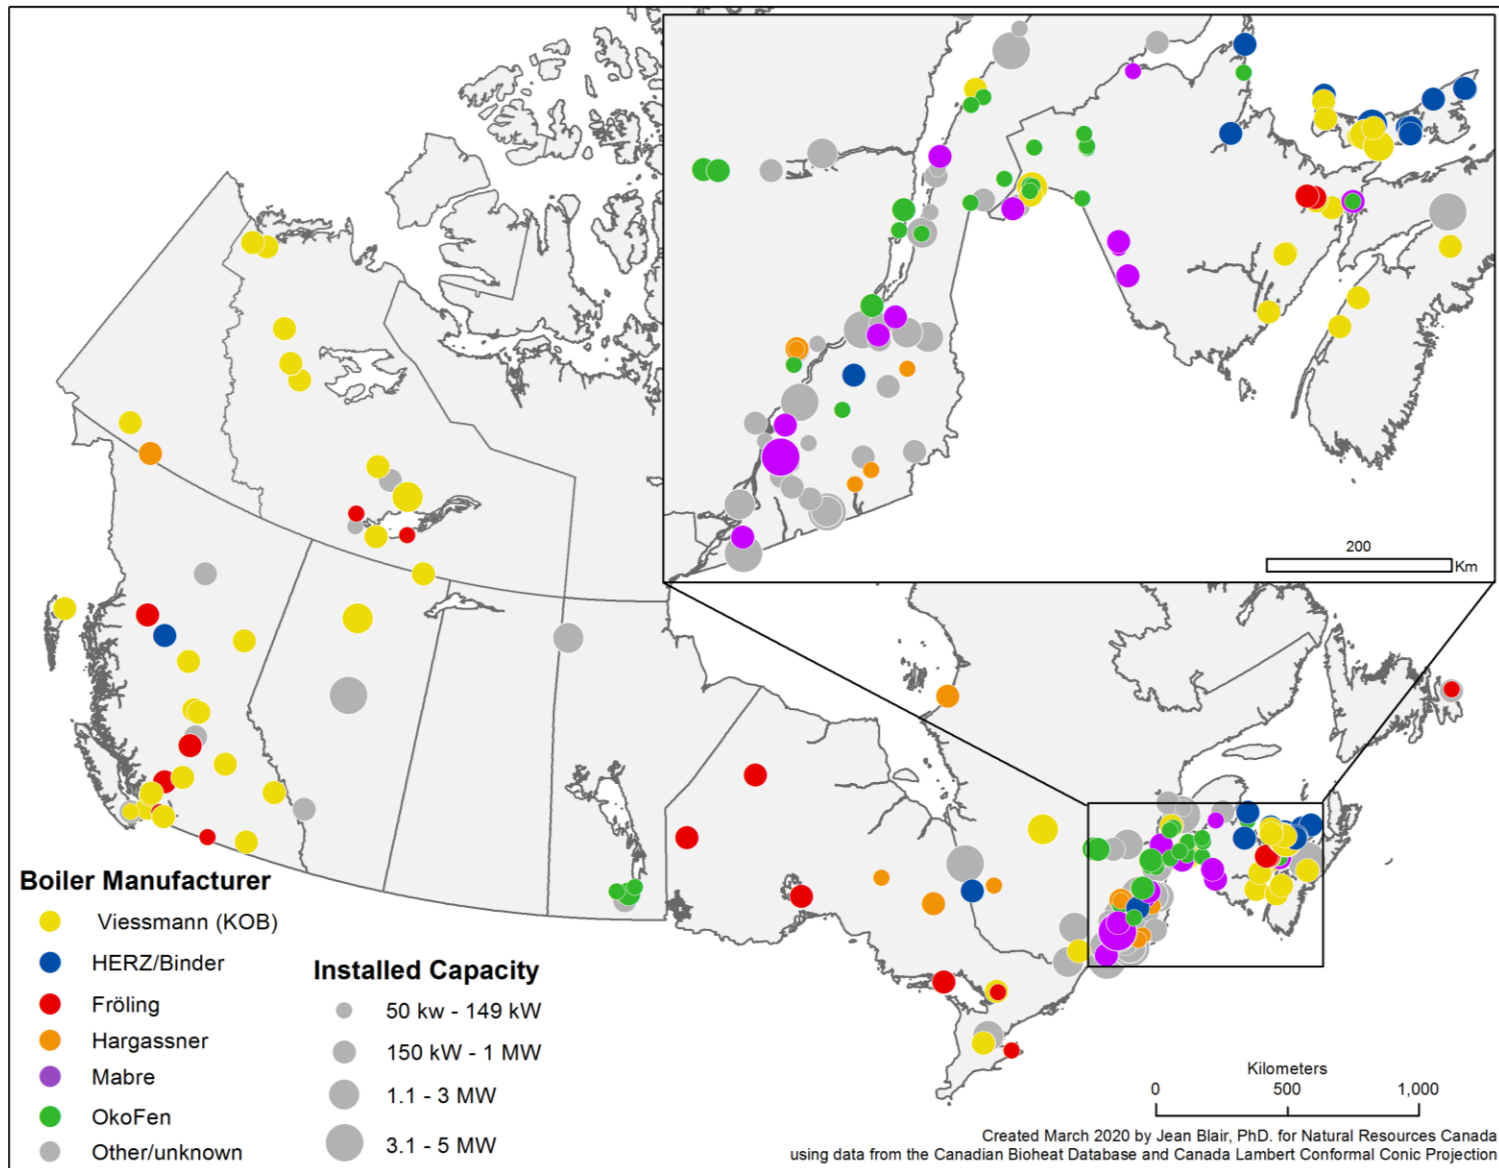 200
Km
Boiler Manufacturer
Viessmann (KOB)
HERZ/Binder
Fröling
Hargassner
Mabre
OkoFen
Other/unknown
Installed Capacity
50 kw - 149 kW
150 kW - 1 MW
1.1 - 3 MW
3.1 - 5 MW
Kilometers
0 500 1,000
Created March 2020 by Jean Blair, PhD. for Natural Resources Canada
using data from the Canadian Bioheat Database and Canada Lambert Conformal Conic Projection